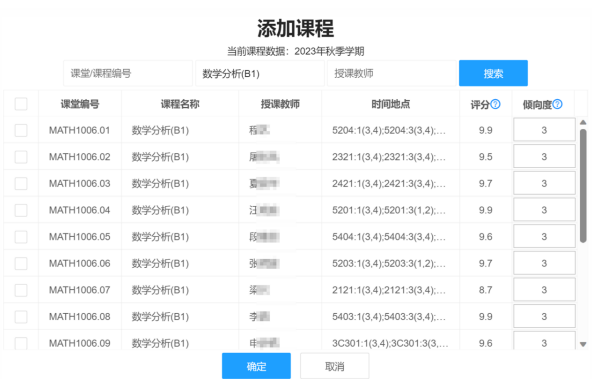 添加课程
当前课程数据：2023年秋季学期
课堂/课程编号 数学分析(B1) 授课教师 搜索
课堂编号 课程名称 授课教师 时间地点 评分? 倾向度?
MATH1006.01 数学分析(B1) 程 5204:1(3,4);5204:3(3,4);... 9.9 3
MATH1006.02 数学分析(B1) 2321:1(3,4);2321:3(3,4);... 9.5 3
MATH1006.03 数学分析(B1) 夏 2421:1(3,4);2421:3(3,4);... 9.7 3
MATH1006.04 数学分析(B1) 汪 5201:1(3,4);5201:3(1,2);... 9.9 3
MATH1006.05 数学分析(B1) 段 5404:1(3,4);5404:3(3,4);... 9.6 3
MATH1006.06 数学分析(B1) 张 5203:1(3,4);5203:3(1,2);... 9.7 3
MATH1006.07 数学分析(B1) 梁 2121:1(3,4);2121:3(3,4);... 8.7 3
MATH1006.08 数学分析(B1) 李 5403:1(3,4);5403:3(3,4);... 9.9 3
MATH1006.09 数学分析(B1) 申 3C301:1(3,4);3C301:3(3,... 9.6 3
确定 取消